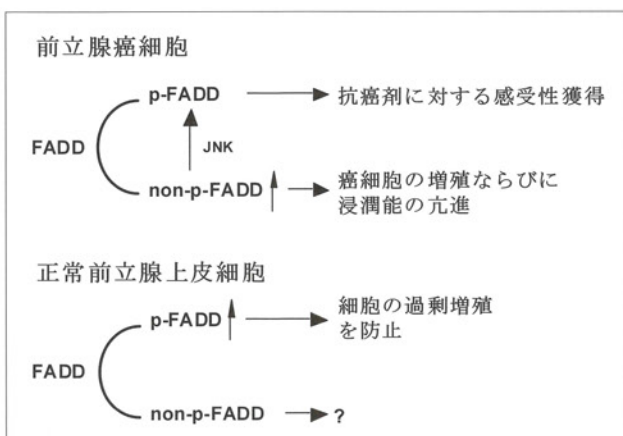 前立腺癌細胞
p-FADD
抗癌剤に対する感受性獲得
FADD
JNK
non-p-FADD
癌細胞の増殖ならびに
浸潤能の亢進
正常前立腺上皮細胞
p-FADD
細胞の過剰増殖
を防止
FADD
non-p-FADD
?